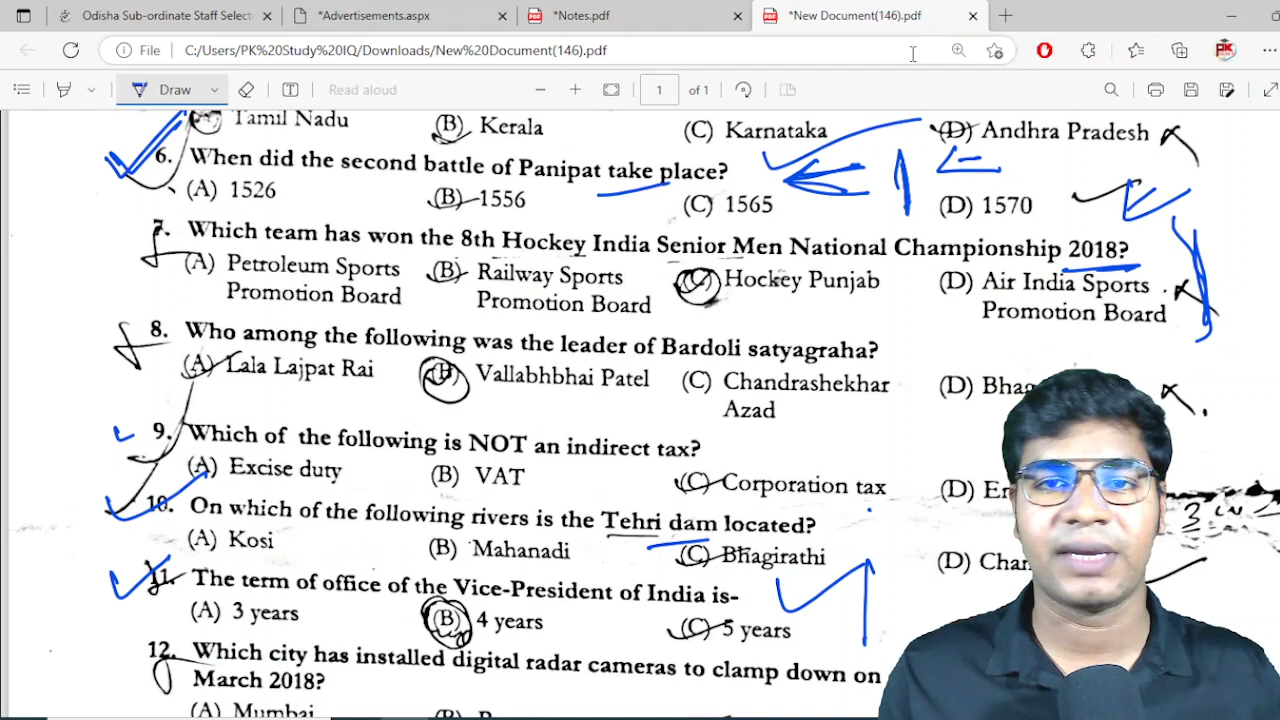 Odisha Sub-ordinate Staff Select
*Advertisements.aspx
*Notes.pdf
*New Document(146).pdf
File C:/Users/PK%20Study%20IQ/Downloads/New%20Document(146).pdf
Draw
Read aloud
1 of 1
PK
Tamil Nadu (B) Kerala (C) Karnataka (D) Andhra Pradesh
6. When did the second battle of Panipat take place?
(A) 1526 (B) 1556 (C) 1565 (D) 1570
7. Which team has won the 8th Hockey India Senior Men National Championship 2018?
(A) Petroleum Sports Promotion Board (B) Railway Sports Promotion Board (C) Hockey Punjab (D) Air India Sports Promotion Board
8. Who among the following was the leader of Bardoli satyagraha?
(A) Lala Lajpat Rai (B) Vallabhbhai Patel (C) Chandrashekhar Azad (D) Bhag
9. Which of the following is NOT an indirect tax?
(A) Excise duty (B) VAT (C) Corporation tax (D) En
10. On which of the following rivers is the Tehri dam located?
(A) Kosi (B) Mahanadi (C) Bhagirathi (D) Cha
11. The term of office of the Vice-President of India is-
(A) 3 years (B) 4 years (C) 5 years
12. Which city has installed digital radar cameras to clamp down on
March 2018?
(A) Mumbai (B)